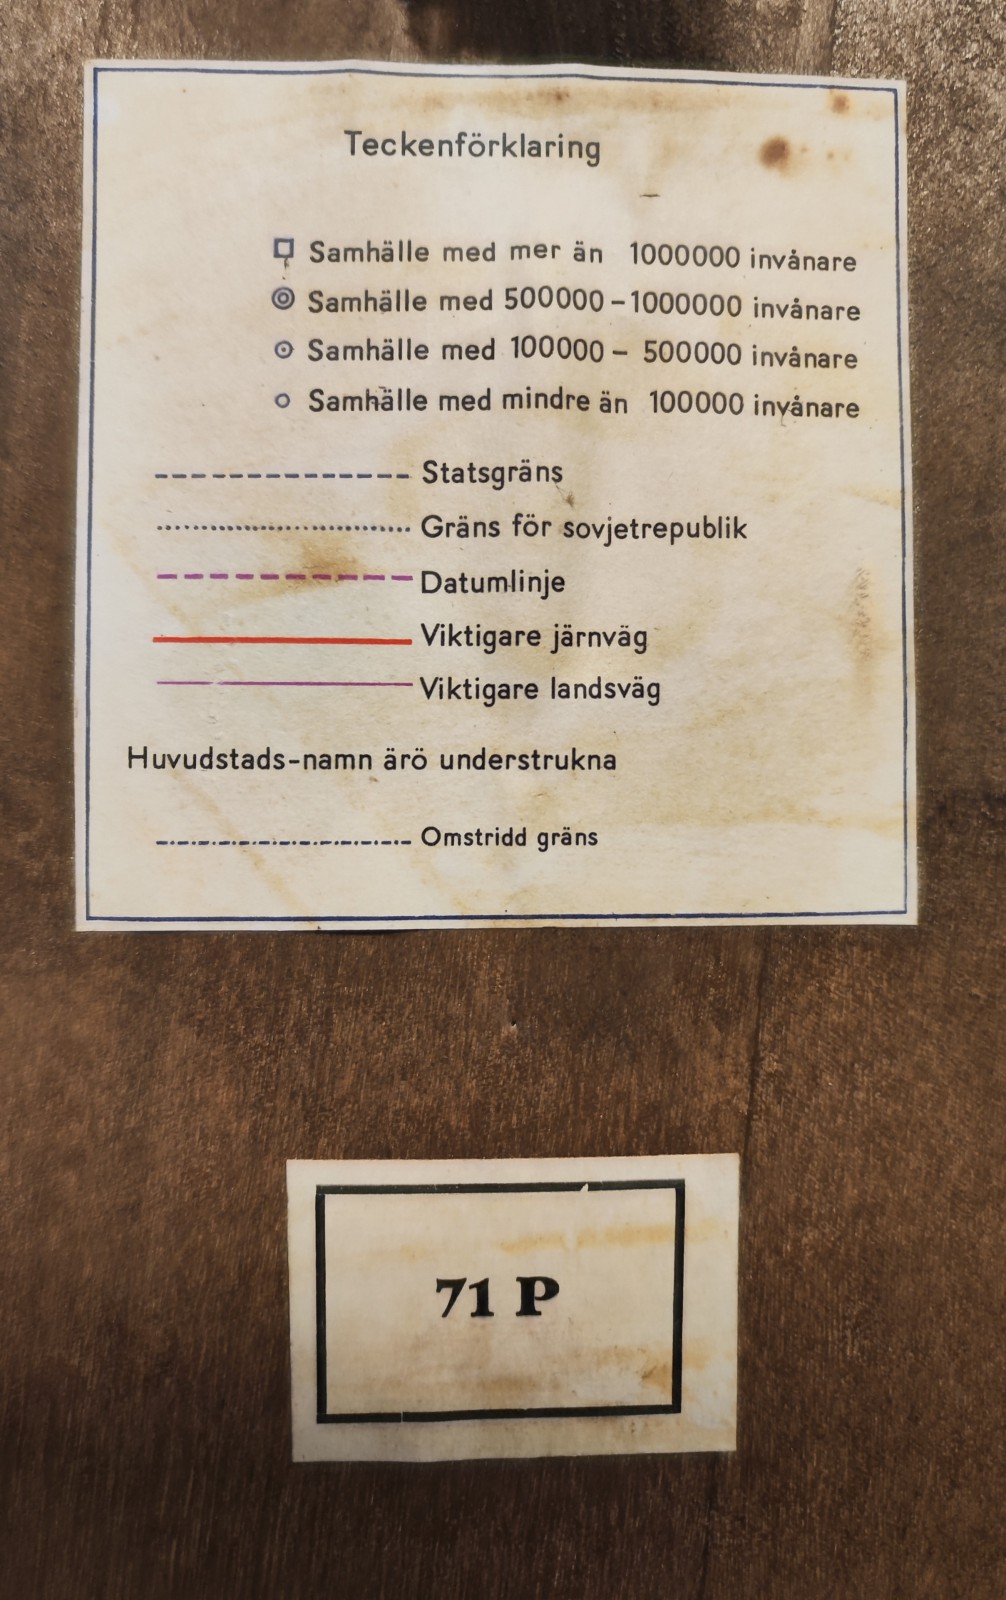 Teckenförklaring
Samhälle med mer än 1000000 invånare
Samhälle med 500000 – 1000000 invånare
Samhälle med 100000 – 500000 invånare
Samhälle med mindre än 100000 invånare
Statsgräns
Gräns för sovjetrepublik
Datumlinje
Viktigare järnväg
Viktigare landsväg
Huvudstads-namn ärö understrukna
Omstridd gräns
71 P